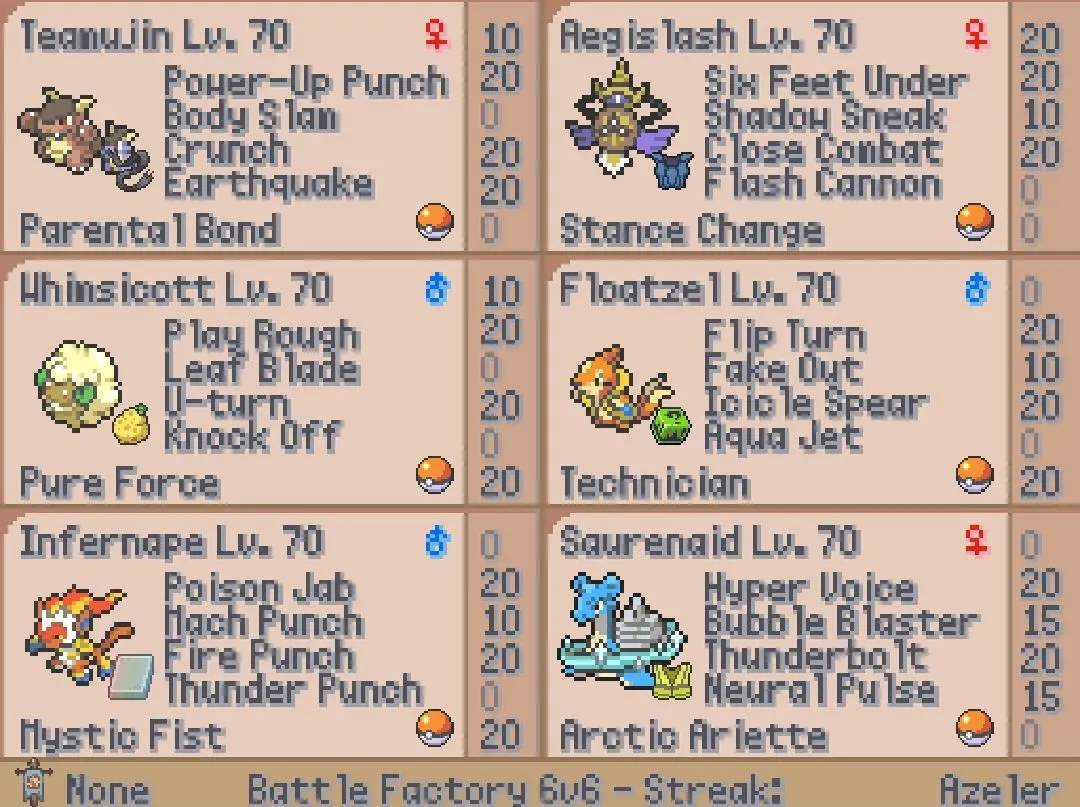 Teamujin Lv. 70 ♀
Power-Up Punch
Body Slam
Crunch
Earthquake
Parental Bond
10
20
0
20
20
0
Aegislash Lv. 70 ♀
Six Feet Under
Shadow Sneak
Close Combat
Flash Cannon
Stance Change
20
20
10
20
0
0
Whimsicott Lv. 70 ♂
Play Rough
Leaf Blade
U-turn
Knock Off
Pure Force
10
20
0
20
0
20
Floatzel Lv. 70 ♂
Flip Turn
Fake Out
Icicle Spear
Aqua Jet
Technician
0
20
10
20
0
20
Infernape Lv. 70 ♂
Poison Jab
Mach Punch
Fire Punch
Thunder Punch
Mystic Fist
0
20
10
20
0
20
Saurenaid Lv. 70 ♀
Hyper Voice
Bubble Blaster
Thunderbolt
Neural Pulse
Arctic Ariette
0
20
15
20
15
0
None Battle Factory 6v6 - Streak: Azeler